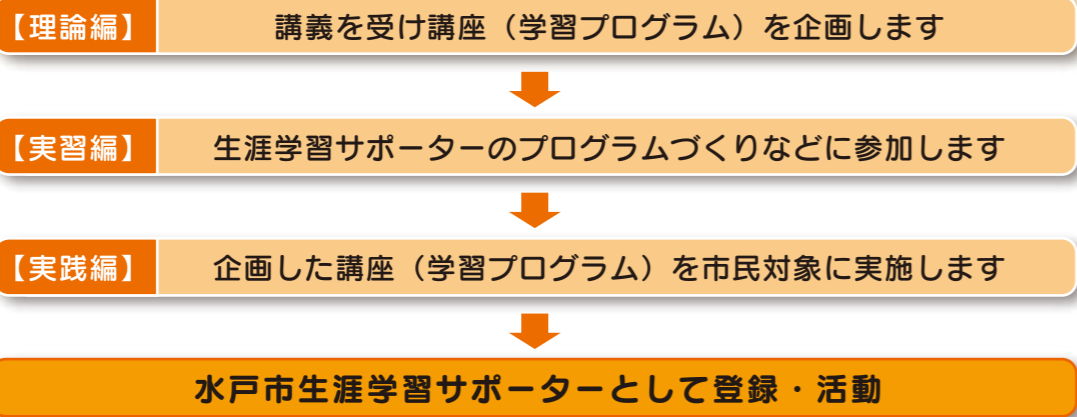 【理論編】 講義を受け講座（学習プログラム）を企画します
【実習編】 生涯学習サポーターのプログラムづくりなどに参加します
【実践編】 企画した講座（学習プログラム）を市民対象に実施します
水戸市生涯学習サポーターとして登録・活動